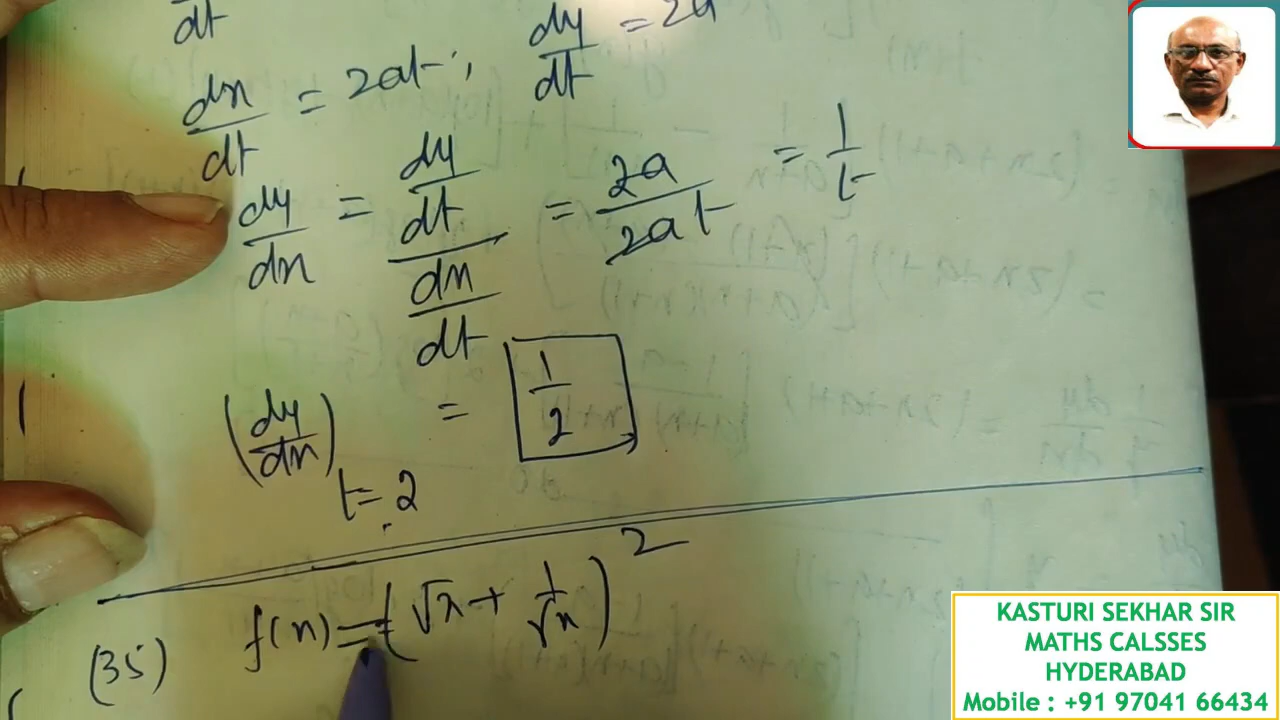 dt
dy/dt = 2a
dx/dt = 2at ;
dy/dx = (dy/dt)/(dx/dt) = 2a/2at = 1/t
(dy/dx) t=2 = 1/2
(35) f(x) = (√x + 1/√x)²
KASTURI SEKHAR SIR
MATHS CALSSES
HYDERABAD
Mobile : +91 97041 66434